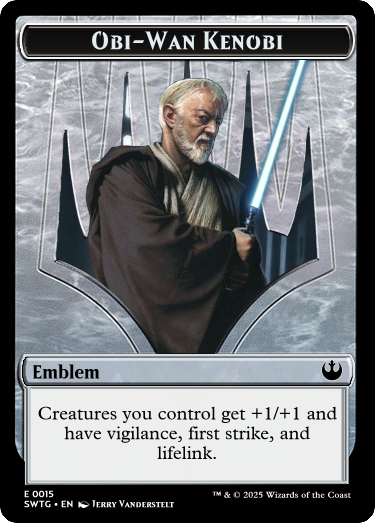 Obi-Wan Kenobi
Emblem
Creatures you control get +1/+1 and
have vigilance, first strike, and
lifelink.
E 0015
SWTG • EN Jerry Vanderstelt
™ & © 2025 Wizards of the Coast